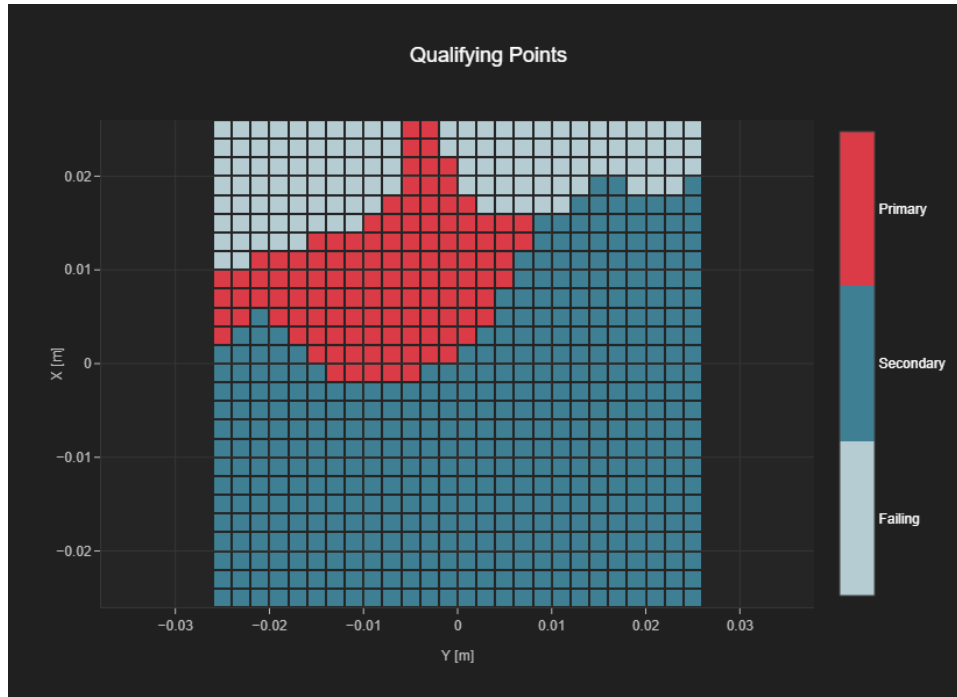 Qualifying Points
X [m]
0.02
0.01
0
−0.01
−0.02
−0.03
−0.02
−0.01
0
0.01
0.02
0.03
Y [m]
Primary
Secondary
Failing